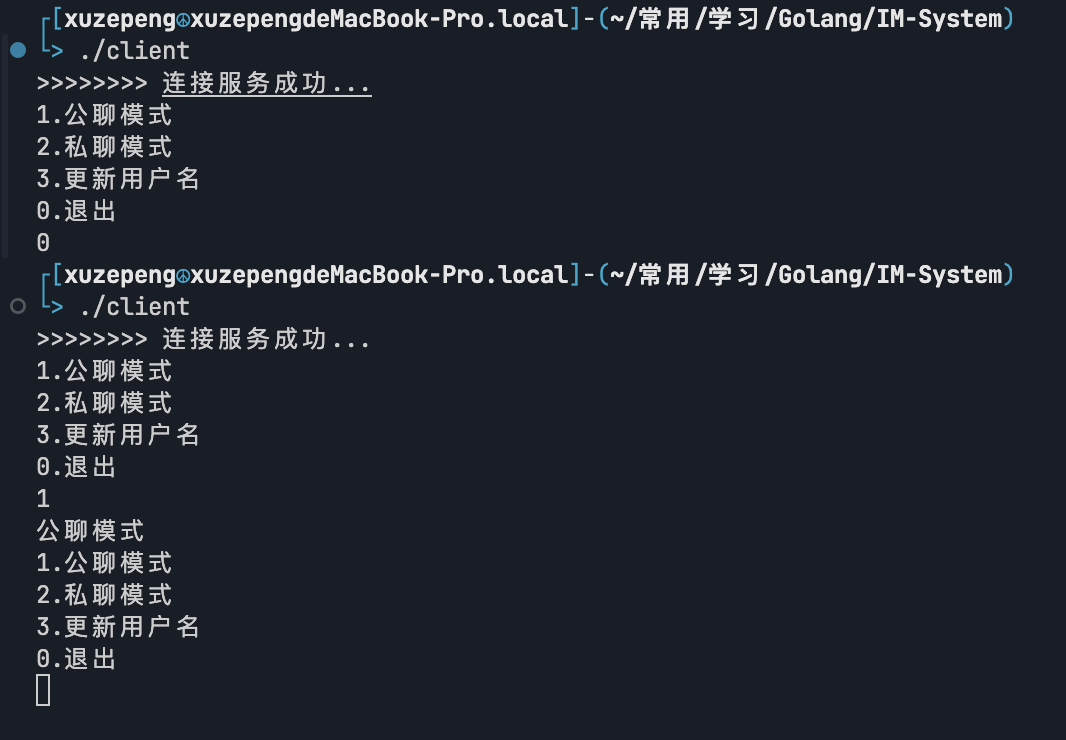 [xuzepeng☮xuzepengdeMacBook-Pro.local]-(~/常用/学习/Golang/IM-System)
> ./client
>>>>>>>> 连接服务成功...
1.公聊模式
2.私聊模式
3.更新用户名
0.退出
0
[xuzepeng☮xuzepengdeMacBook-Pro.local]-(~/常用/学习/Golang/IM-System)
> ./client
>>>>>>>> 连接服务成功...
1.公聊模式
2.私聊模式
3.更新用户名
0.退出
1
公聊模式
1.公聊模式
2.私聊模式
3.更新用户名
0.退出